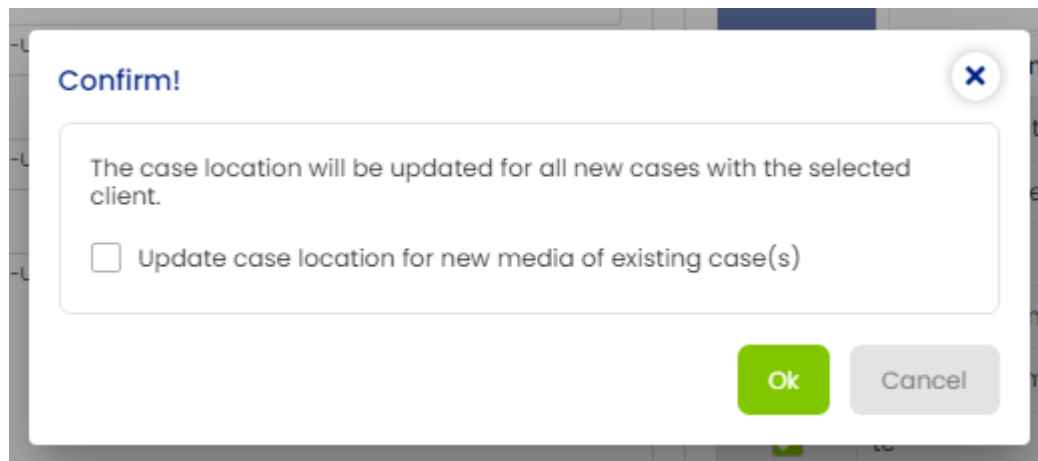 Confirm!
The case location will be updated for all new cases with the selected
client.
Update case location for new media of existing case(s)
Ok
Cancel